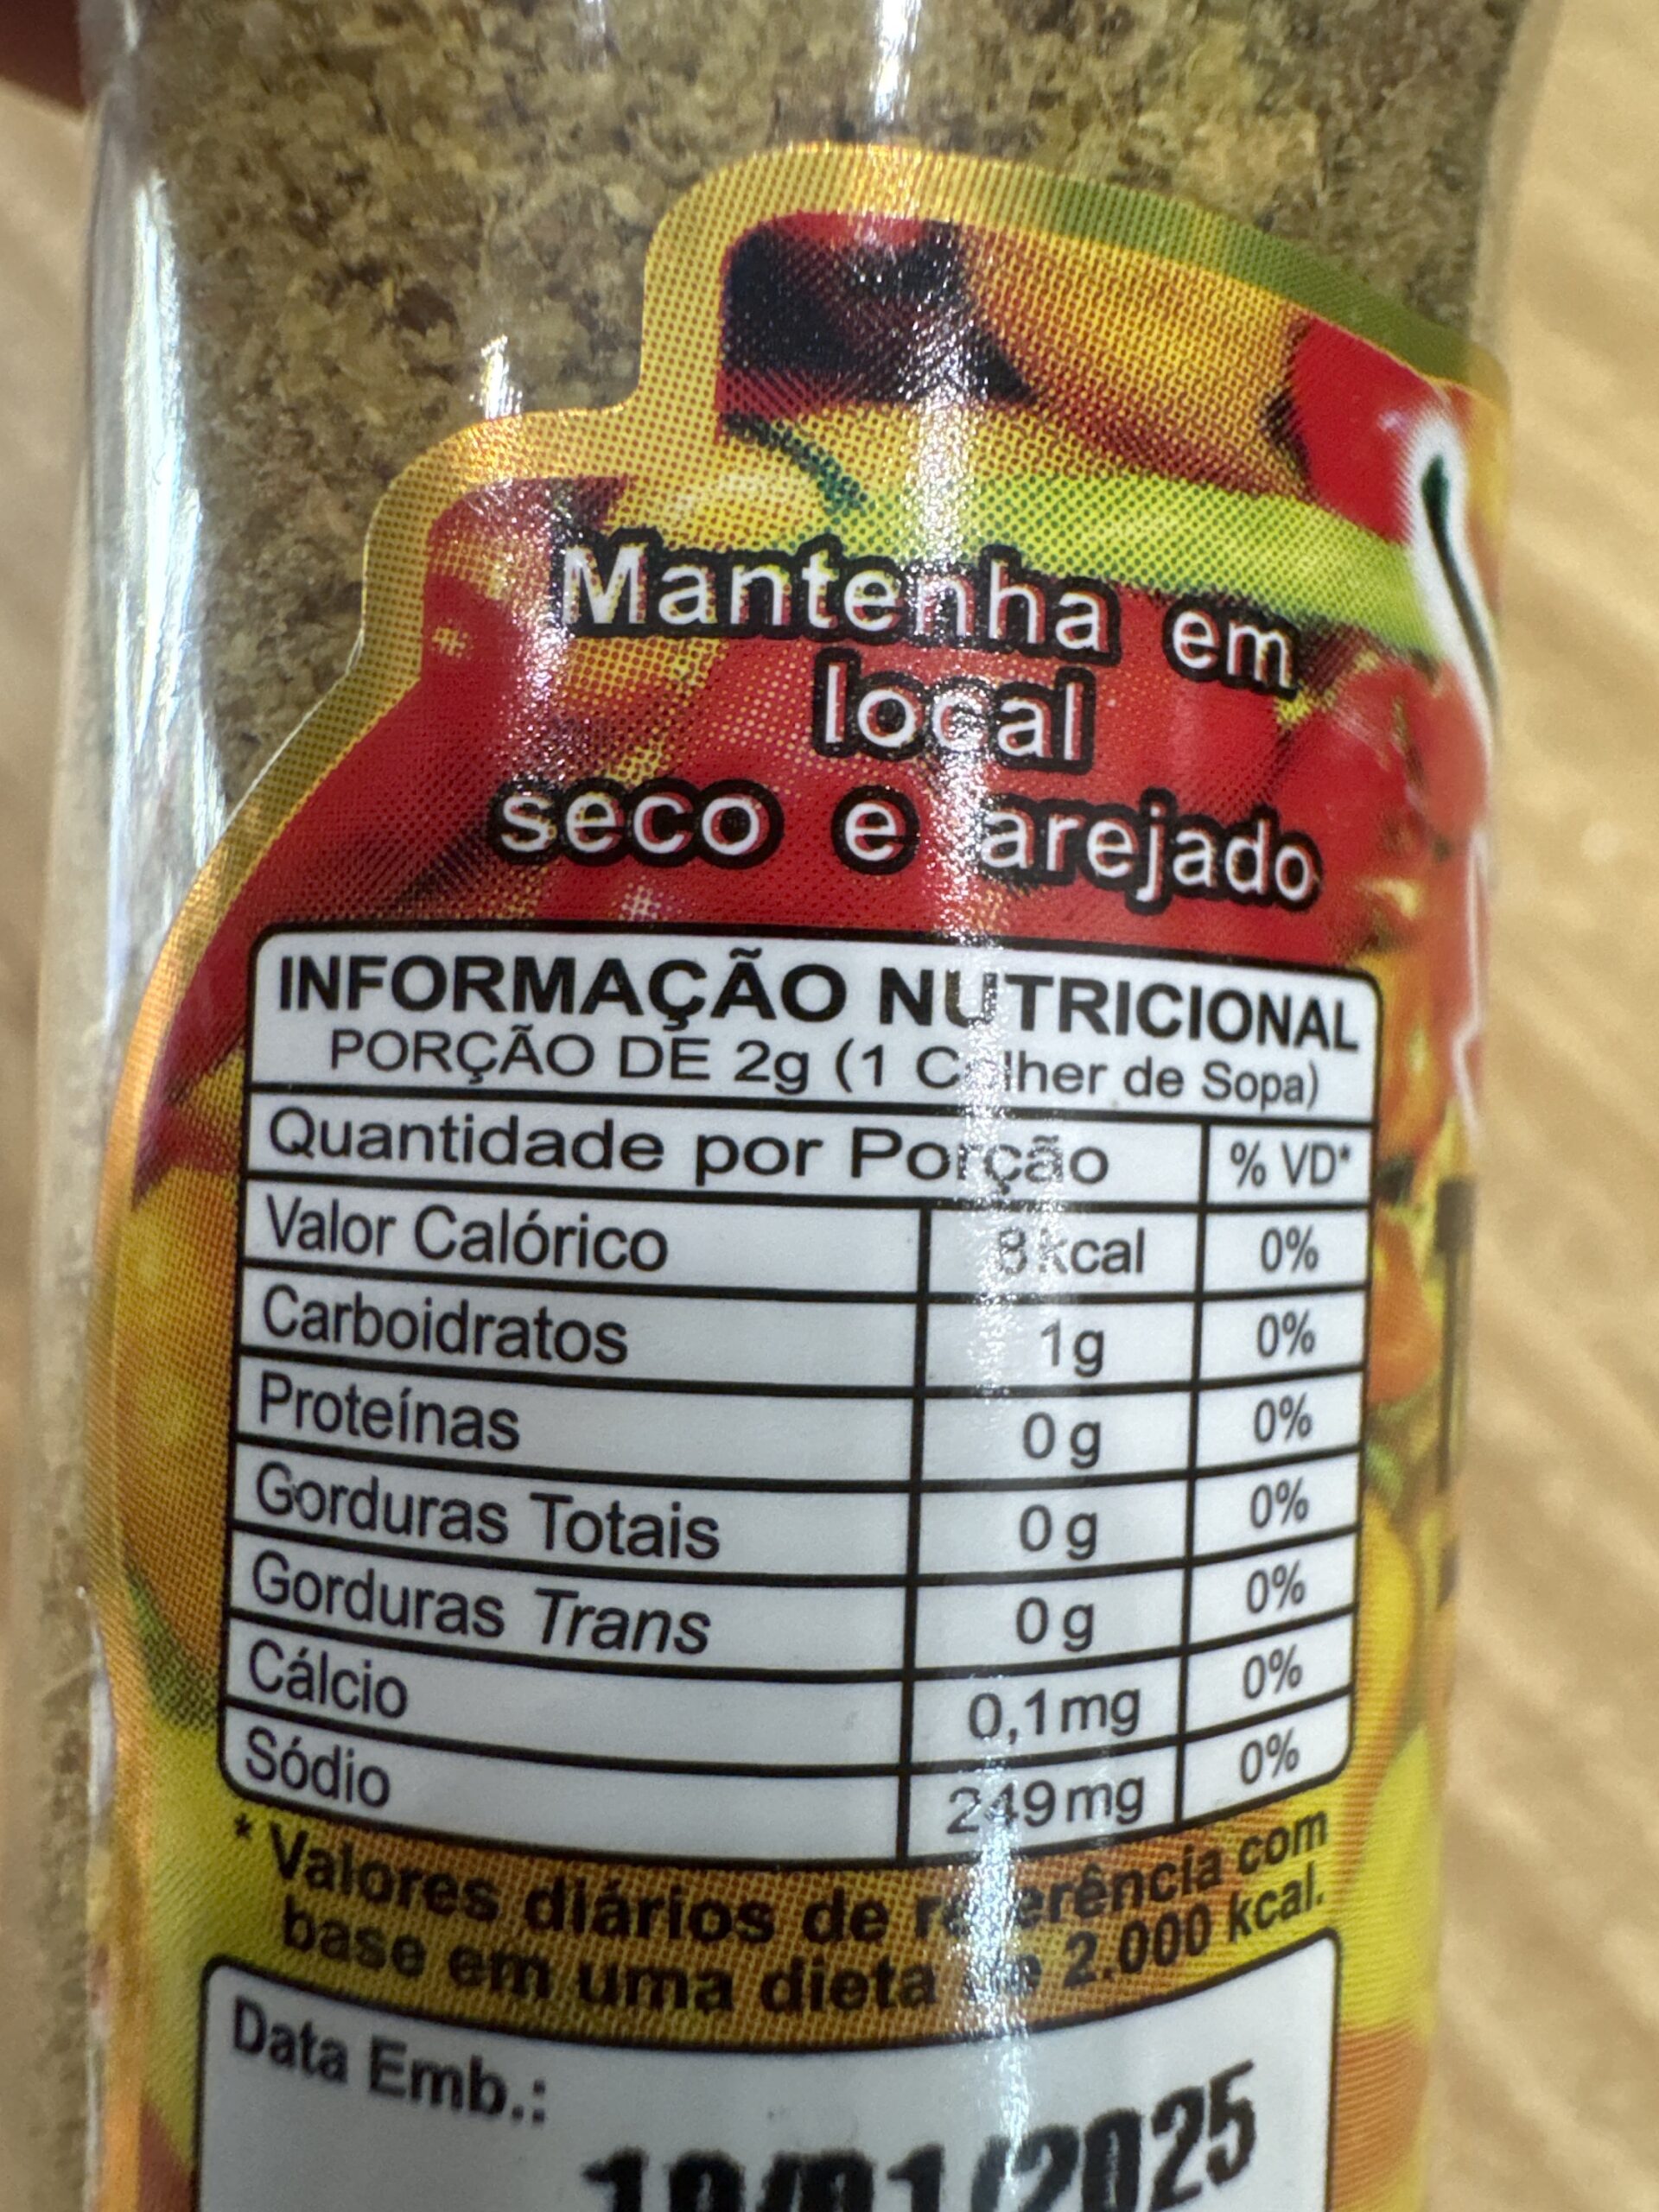 Mantenha em
local
seco e arejado
INFORMAÇÃO NUTRICIONAL
PORÇÃO DE 2g (1 Colher de Sopa)
Quantidade por Porção % VD*
Valor Calórico 8kcal 0%
Carboidratos 1g 0%
Proteínas 0g 0%
Gorduras Totais 0g 0%
Gorduras Trans 0g 0%
Cálcio 0,1mg 0%
Sódio 249mg 0%
* Valores diários de referência com
base em uma dieta de 2.000 kcal.
Data Emb.:
/2025